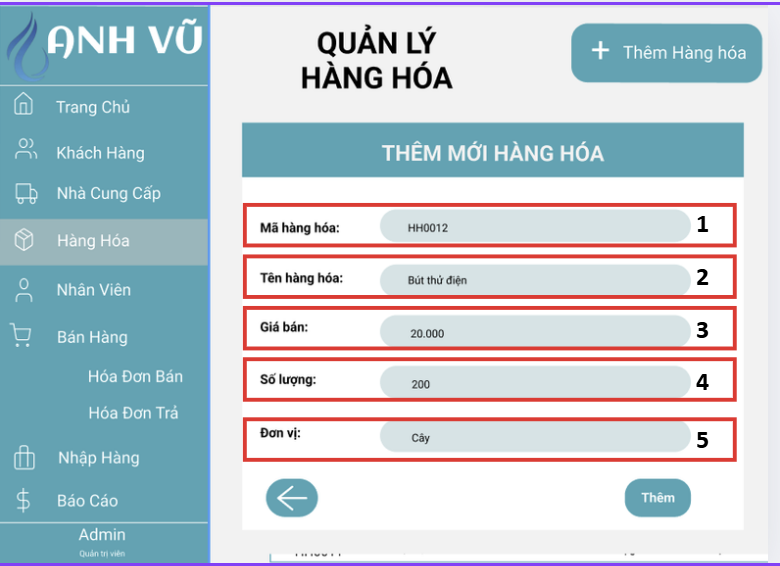 ANH VŨ
Trang Chủ
Khách Hàng
Nhà Cung Cấp
Hàng Hóa
Nhân Viên
Bán Hàng
Hóa Đơn Bán
Hóa Đơn Trả
Nhập Hàng
Báo Cáo
Admin
Quản trị viên
QUẢN LÝ
HÀNG HÓA
+ Thêm Hàng hóa
THÊM MỚI HÀNG HÓA
Mã hàng hóa: HH0012 1
Tên hàng hóa: Bút thử điện 2
Giá bán: 20.000 3
Số lượng: 200 4
Đơn vị: Cây 5
Thêm